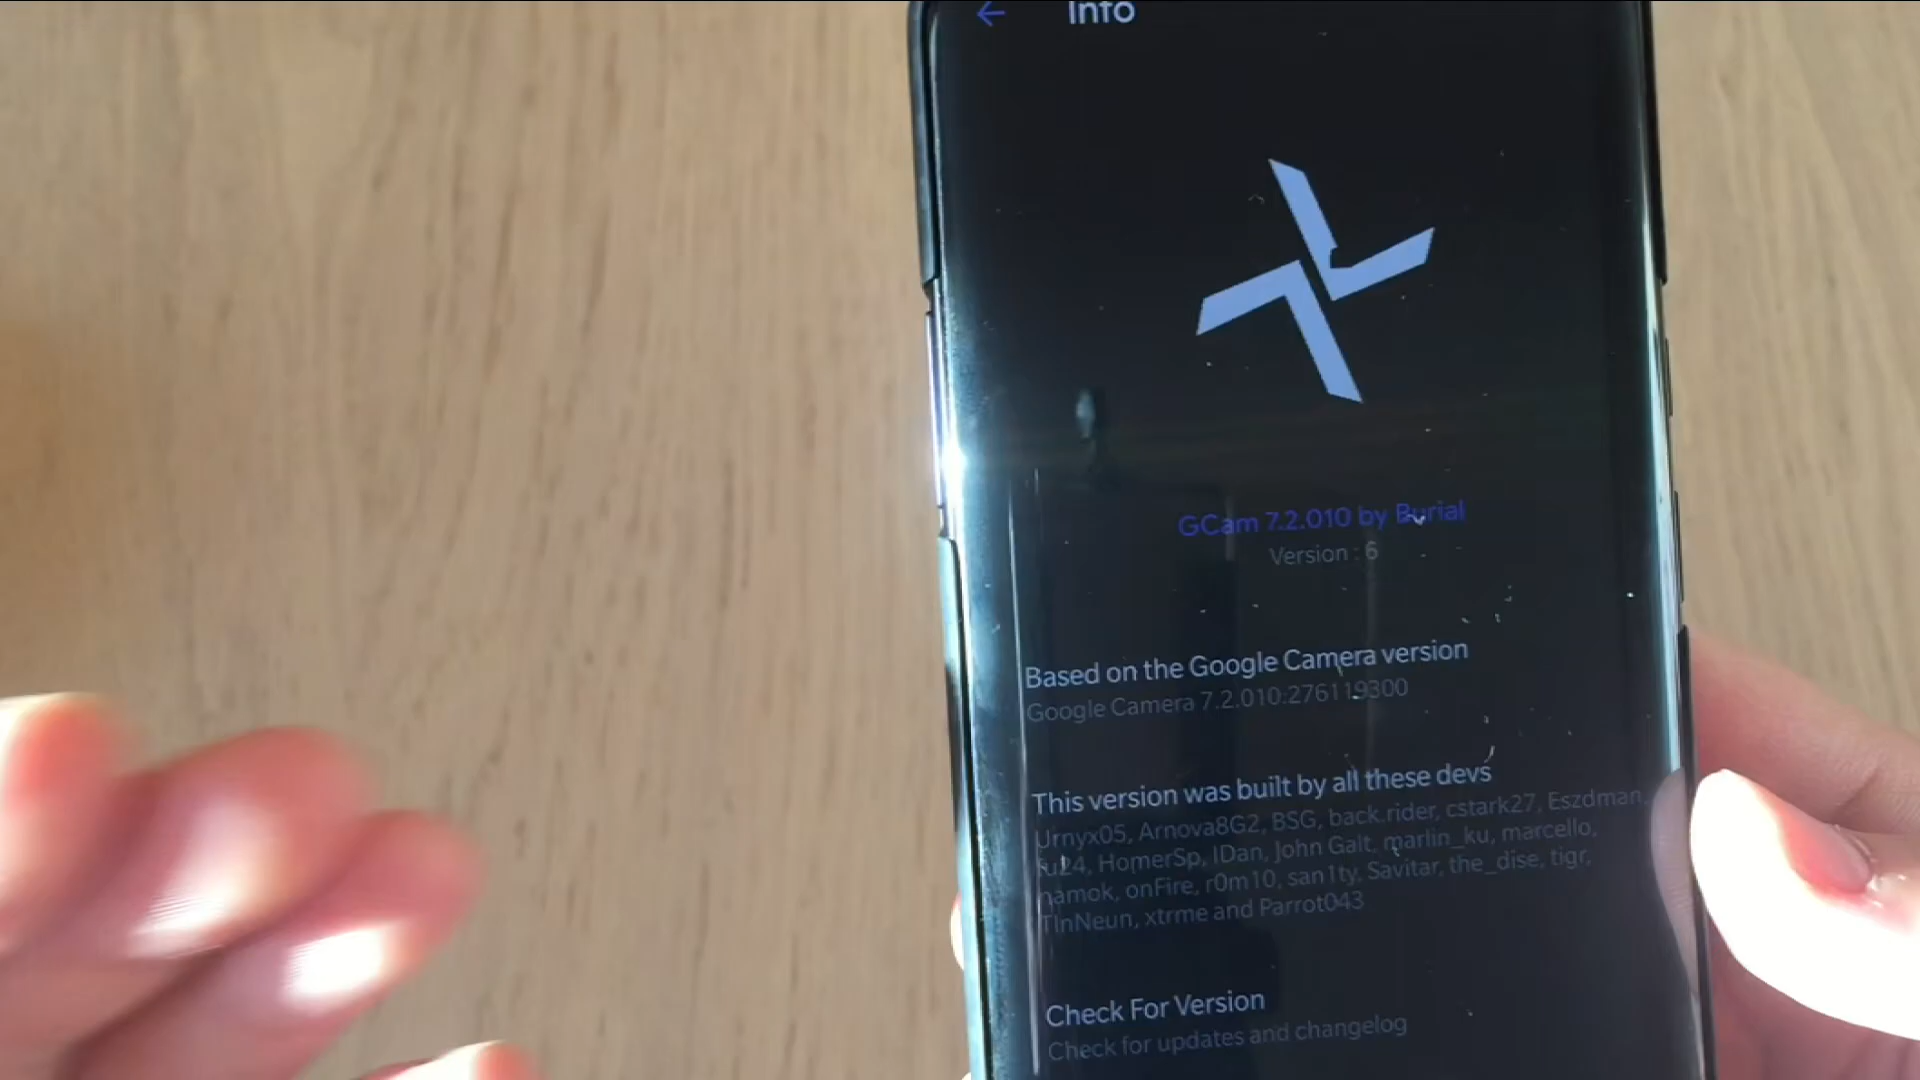 Info
GCam 7.2.010 by Burial
Version : 6
Based on the Google Camera version
Google Camera 7.2.010:276119300
This version was built by all these devs
Urnyx05, Arnova8G2, BSG, back.rider, cstark27, Eszdman,
fu24, HomerSp, IDan, John Galt, marlin_ku, marcello,
namok, onFire, r0m10, san1ty, Savitar, the_dise, tigr,
TlnNeun, xtrme and Parrot043
Check For Version
Check for updates and changelog